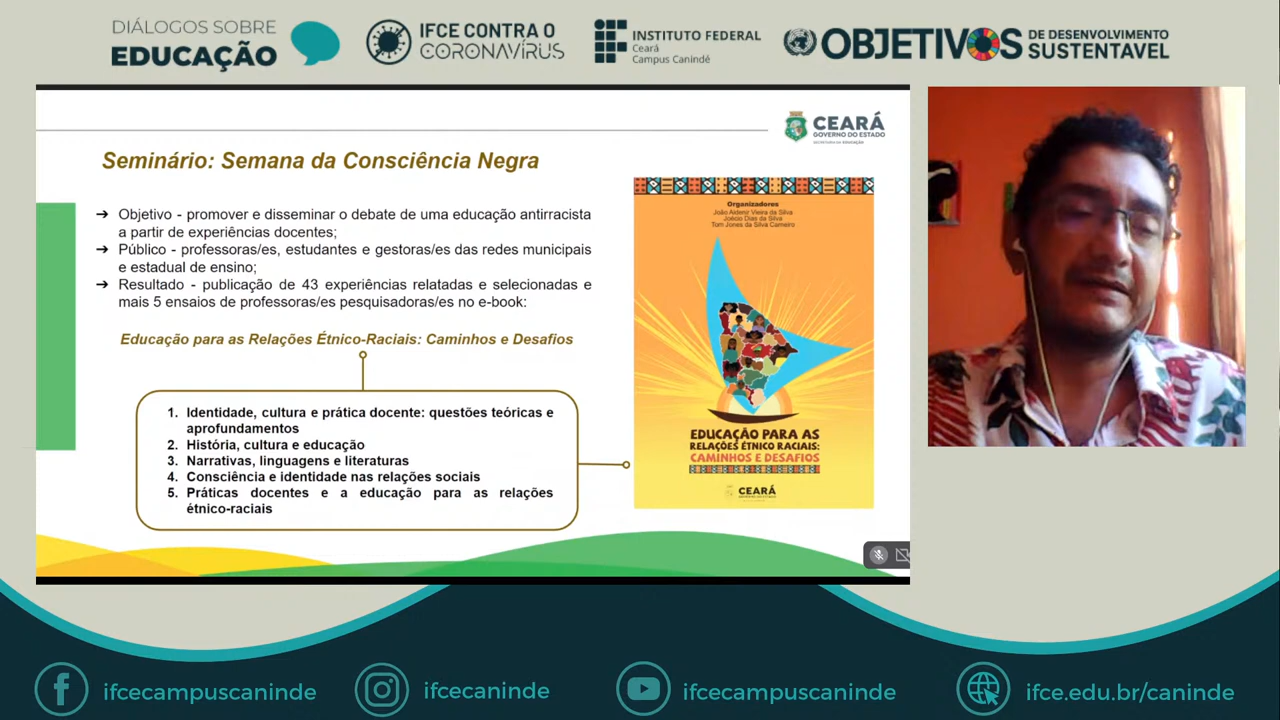 DIÁLOGOS SOBRE
EDUCAÇÃO
IFCE CONTRA O
CORONAVÍRUS
INSTITUTO FEDERAL
Ceará
Campus Canindé
OBJETIVOS
DE DESENVOLVIMENTO
SUSTENTÁVEL
CEARÁ
GOVERNO DO ESTADO
SECRETARIA DA EDUCAÇÃO
Seminário: Semana da Consciência Negra
➔ Objetivo - promover e disseminar o debate de uma educação antirracista
a partir de experiências docentes;
➔ Público - professoras/es, estudantes e gestoras/es das redes municipais
e estadual de ensino;
➔ Resultado - publicação de 43 experiências relatadas e selecionadas e
mais 5 ensaios de professoras/es pesquisadoras/es no e-book:
Educação para as Relações Étnico-Raciais: Caminhos e Desafios
1. Identidade, cultura e prática docente: questões teóricas e
aprofundamentos
2. História, cultura e educação
3. Narrativas, linguagens e literaturas
4. Consciência e identidade nas relações sociais
5. Práticas docentes e a educação para as relações
étnico-raciais
Organizadores
João Alderiz Vieira da Silva
Joélcio Dias da Silva
Tom Jones da Silva Carneiro
EDUCAÇÃO PARA AS
RELAÇÕES ÉTNICO RACIAIS:
CAMINHOS E DESAFIOS
CEARÁ
ifcecampuscaninde
ifcecaninde
ifcecampuscaninde
ifce.edu.br/caninde